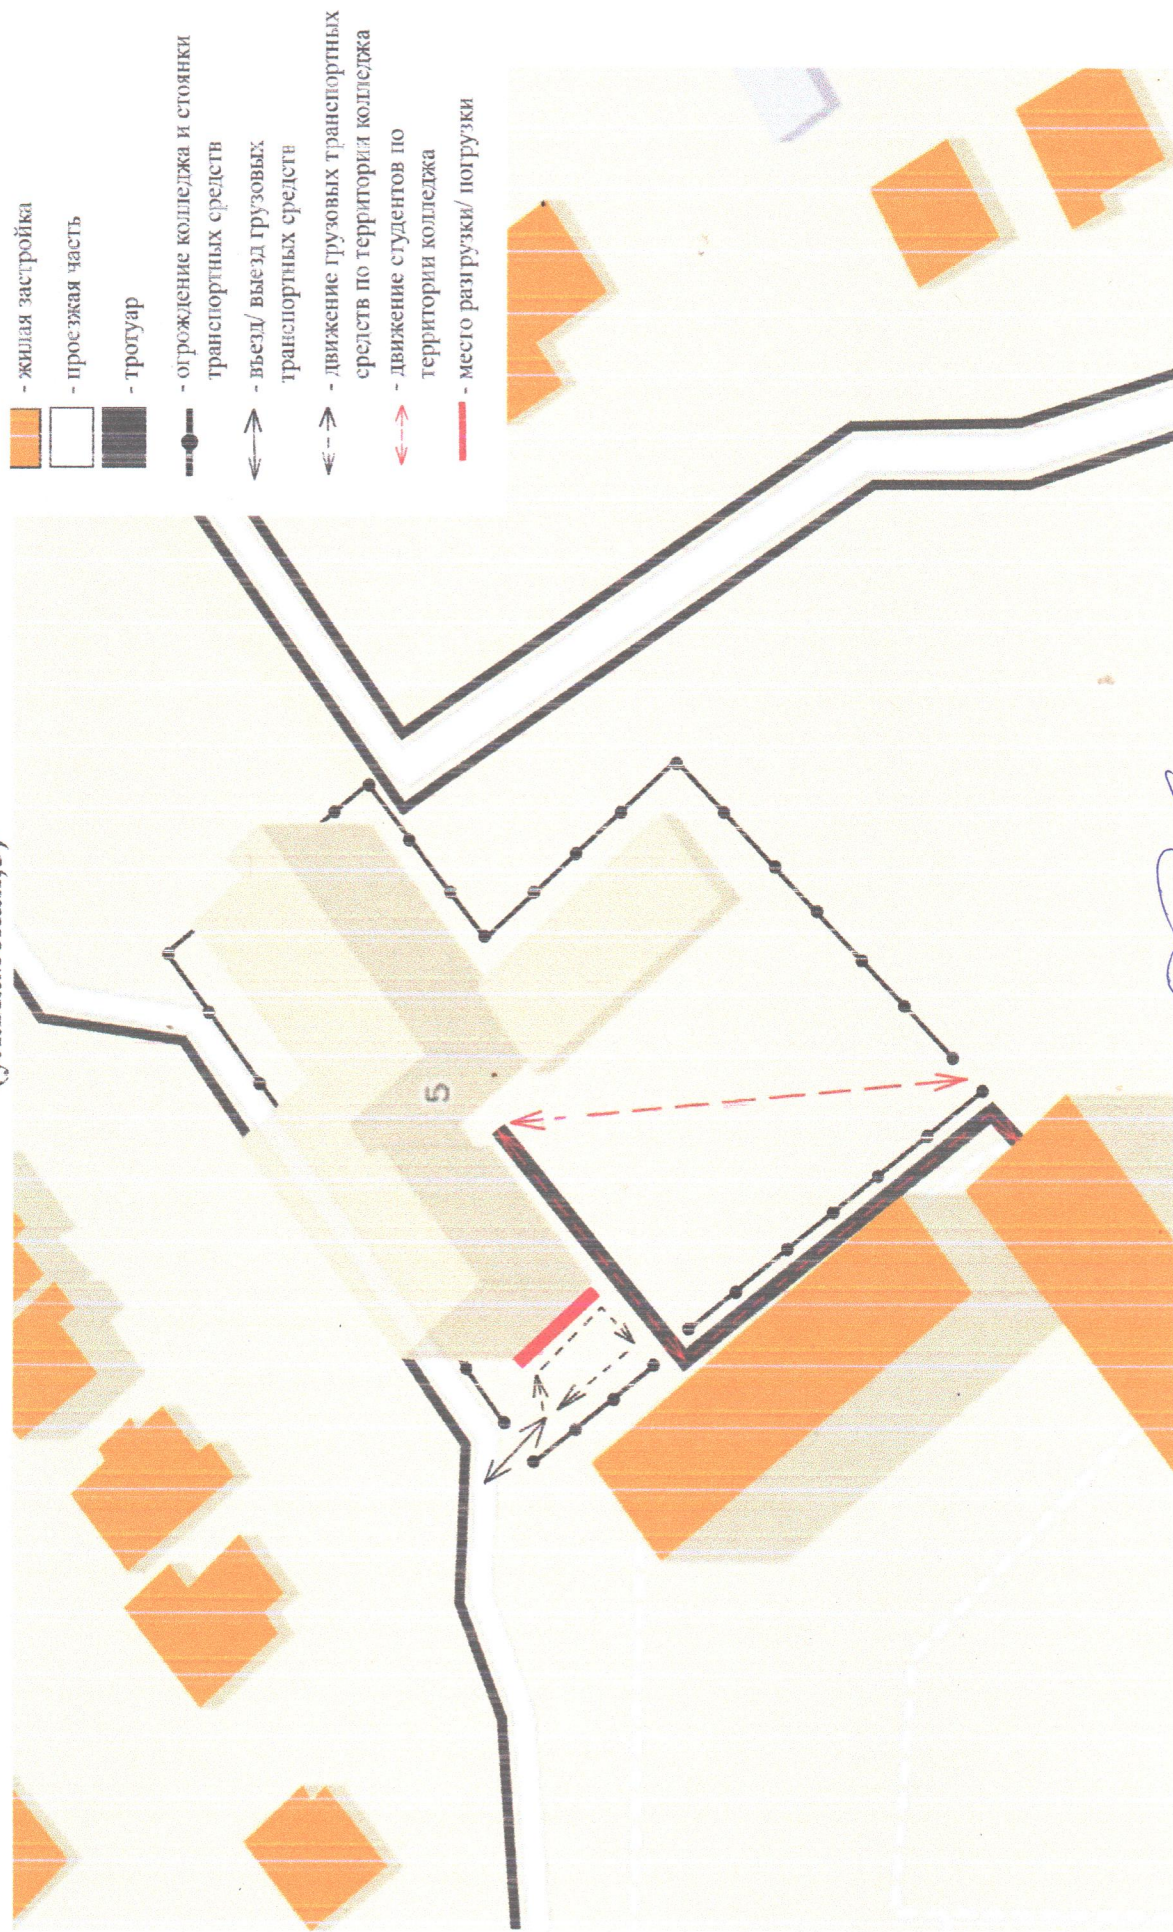 - жилая застройка
- проезжая часть
- тротуар
- огрождение колледжа и стоянки
транспортных средств
- въезд/ выезд грузовых
транспортных средств
- движение грузовых транспортных
средств по территории колледжа
- движение студентов по
территории колледжа
- место разгрузки/ погрузки
5